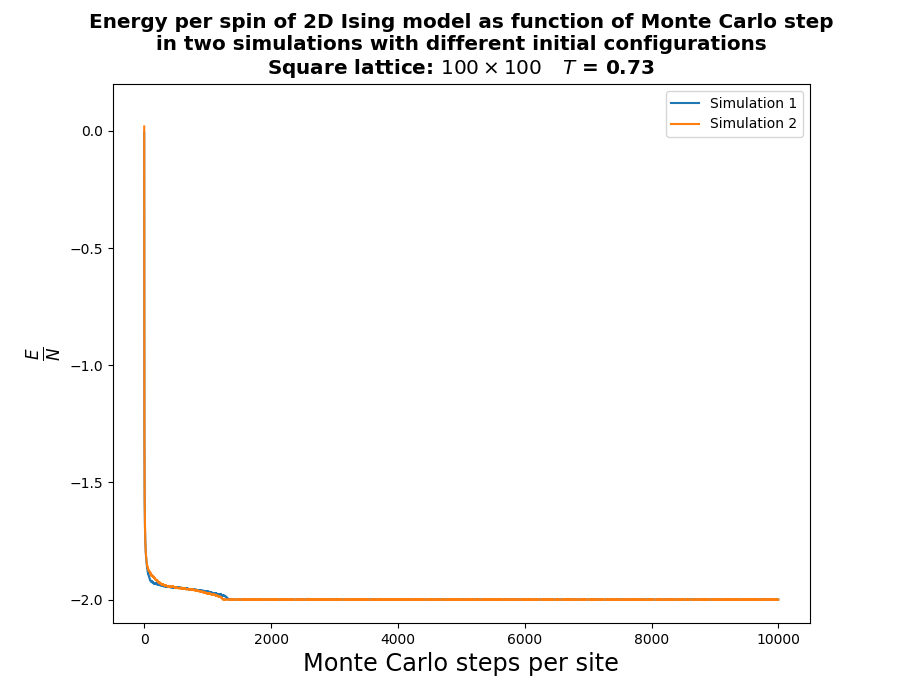 Energy per spin of 2D Ising model as function of Monte Carlo step
in two simulations with different initial configurations
Square lattice: 100 × 100 T = 0.73
Simulation 1
Simulation 2
0.0
−0.5
−1.0
−1.5
−2.0
E
N
0 2000 4000 6000 8000 10000
Monte Carlo steps per site